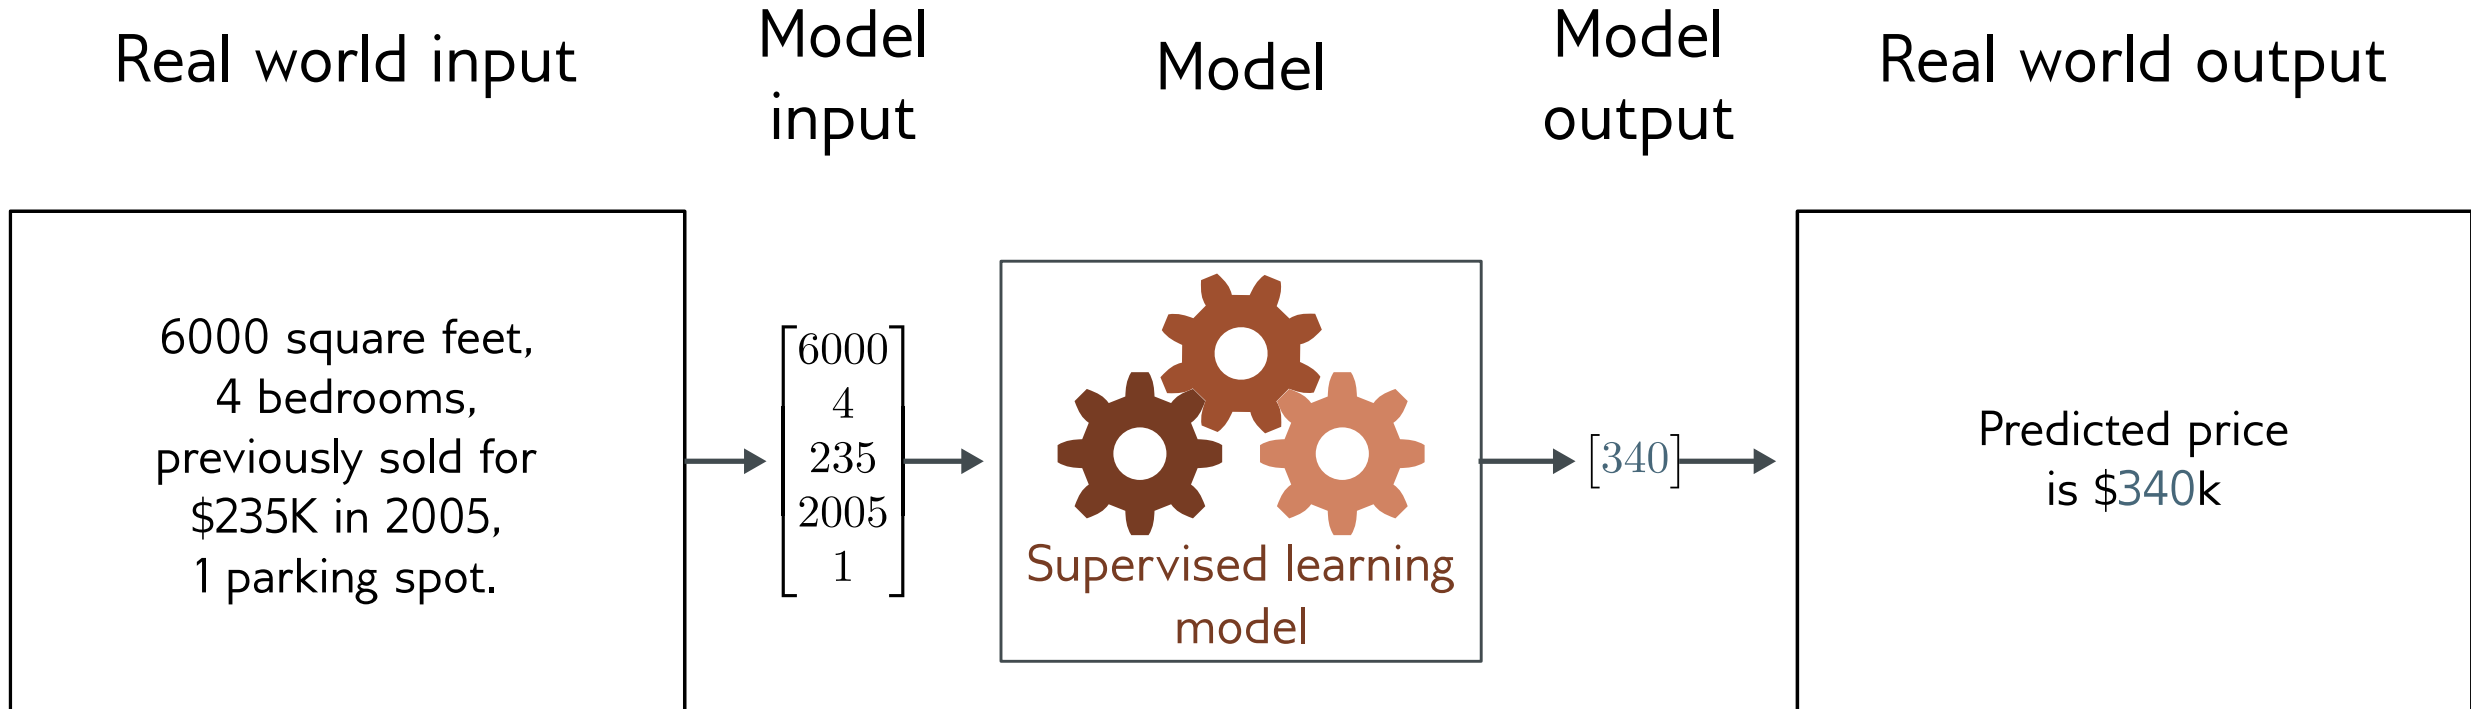 Real world input
Model
input
Model
Model
output
Real world output
6000 square feet,
4 bedrooms,
previously sold for
$235K in 2005,
1 parking spot.
6000
4
235
2005
1
Supervised learning
model
[340]
Predicted price
is $340k